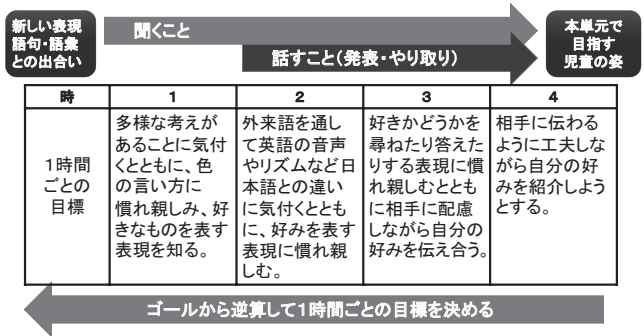 新しい表現
語句・語彙
との出合い
聞くこと
話すこと(発表・やり取り)
本単元で
目指す
児童の姿
時
1
2
3
4
1時間
ごとの
目標
多様な考えが
あることに気付
くとともに、色
の言い方に
慣れ親しみ、好
きなものを表す
表現を知る。
外来語を通し
て英語の音声
やリズムなど日
本語との違い
に気付くととも
に、好みを表す
表現に慣れ親
しむ。
好きかどうかを
尋ねたり答えた
りする表現に慣
れ親しむととも
に相手に配慮
しながら自分の
好みを伝え合う。
相手に伝わる
ように工夫しな
がら自分の好
みを紹介しよう
とする。
ゴールから逆算して1時間ごとの目標を決める